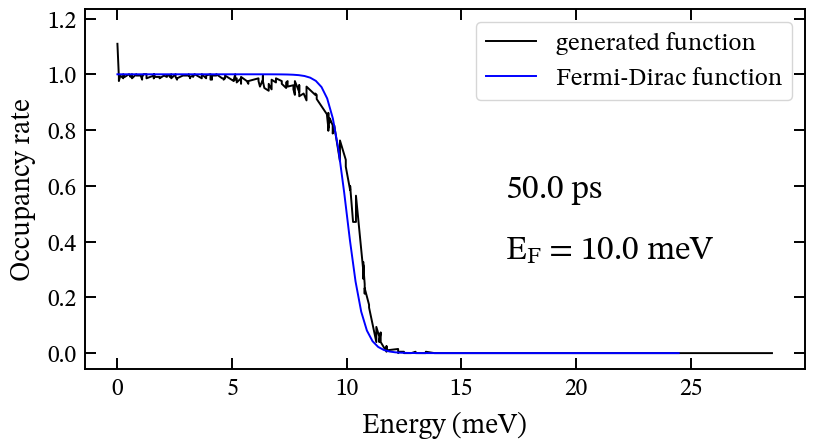 generated function
Fermi-Dirac function
50.0 ps
E_F = 10.0 meV
Occupancy rate
1.2
1.0
0.8
0.6
0.4
0.2
0.0
0 5 10 15 20 25
Energy (meV)